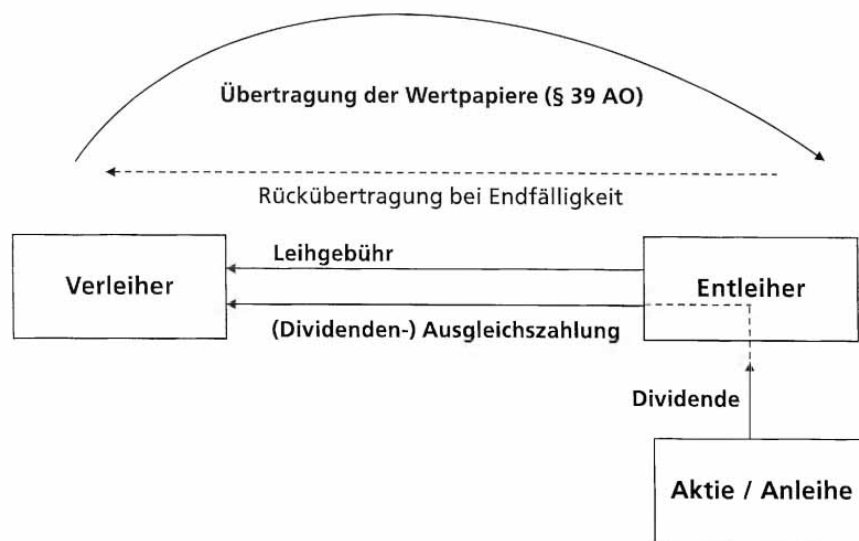 Übertragung der Wertpapiere (§ 39 AO)
Rückübertragung bei Endfälligkeit
Verleiher
Leihgebühr
Entleiher
(Dividenden-) Ausgleichszahlung
Dividende
Aktie / Anleihe